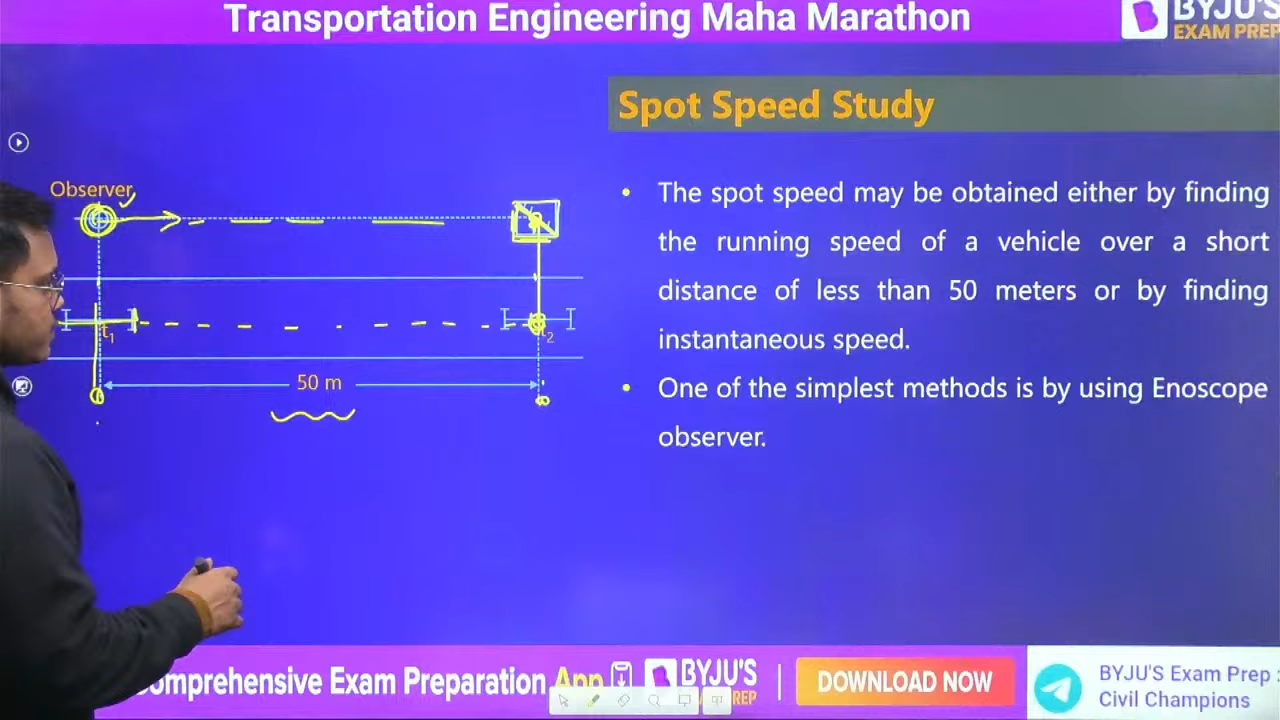 Transportation Engineering Maha Marathon
BYJU'S
EXAM PREP
Spot Speed Study
Observer
• The spot speed may be obtained either by finding
the running speed of a vehicle over a short
distance of less than 50 meters or by finding
instantaneous speed.
• One of the simplest methods is by using Enoscope
observer.
t1
2
50 m
omprehensive Exam Preparation App
BYJU'S
PREP
DOWNLOAD NOW
BYJU'S Exam Prep :
Civil Champions